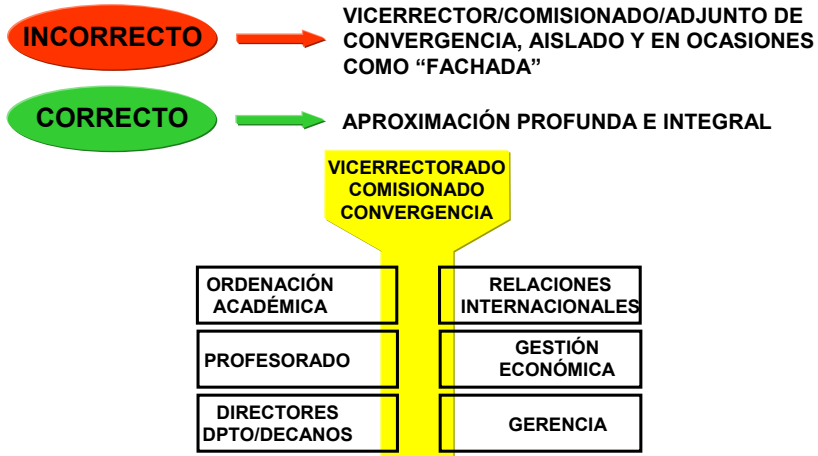 INCORRECTO
VICERRECTOR/COMISIONADO/ADJUNTO DE
CONVERGENCIA, AISLADO Y EN OCASIONES
COMO “FACHADA”
CORRECTO
APROXIMACIÓN PROFUNDA E INTEGRAL
VICERRECTORADO
COMISIONADO
CONVERGENCIA
ORDENACIÓN
ACADÉMICA
RELACIONES
INTERNACIONALES
PROFESORADO
GESTIÓN
ECONÓMICA
DIRECTORES
DPTO/DECANOS
GERENCIA